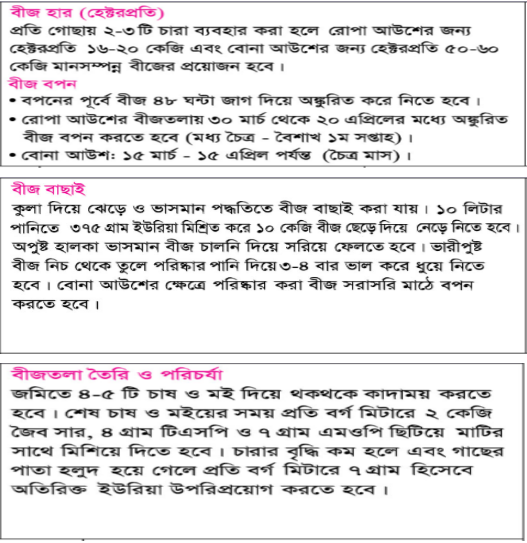 বীজ হার (হেক্টরপ্রতি)
প্রতি গোছায় ২-৩টি চারা ব্যবহার করা হলে রোপা আউশের জন্য
হেক্টরপ্রতি ১৬-২০ কেজি এবং বোনা আউশের জন্য হেক্টরপ্রতি ৫০-৬০
কেজি মানসম্পন্ন বীজের প্রয়োজন হবে।
বীজ বপন
• বপনের পূর্বে বীজ ৪৮ ঘন্টা জাগ দিয়ে অঙ্কুরিত করে নিতে হবে।
• রোপা আউশের বীজতলায় ৩০ মার্চ থেকে ২০ এপ্রিলের মধ্যে অঙ্কুরিত
বীজ বপন করতে হবে (মধ্য চৈত্র - বৈশাখ ১ম সপ্তাহ)।
• বোনা আউশ: ১৫ মার্চ - ১৫ এপ্রিল পর্যন্ত (চৈত্র মাস)।
বীজ বাছাই
কুলা দিয়ে ঝেড়ে ও ভাসমান পদ্ধতিতে বীজ বাছাই করা যায়। ১০ লিটার
পানিতে ৩৭৫ গ্রাম ইউরিয়া মিশ্রিত করে ১০ কেজি বীজ ছেড়ে দিয়ে নেড়ে নিতে হবে।
অপুষ্ট হালকা ভাসমান বীজ চালনি দিয়ে সরিয়ে ফেলতে হবে। ভারীপুষ্ট
বীজ নিচ থেকে তুলে পরিষ্কার পানি দিয়ে ৩-৪ বার ভাল করে ধুয়ে নিতে
হবে। বোনা আউশের ক্ষেত্রে পরিষ্কার করা বীজ সরাসরি মাঠে বপন
করতে হবে।
বীজতলা তৈরি ও পরিচর্যা
জমিতে ৪-৫ টি চাষ ও মই দিয়ে থকথকে কাদাময় করতে
হবে। শেষ চাষ ও মইয়ের সময় প্রতি বর্গ মিটারে ২ কেজি
জৈব সার, ৪ গ্রাম টিএসপি ও ৭ গ্রাম এমওপি ছিটিয়ে মাটির
সাথে মিশিয়ে দিতে হবে। চারার বৃদ্ধি কম হলে এবং গাছের
পাতা হলুদ হয়ে গেলে প্রতি বর্গ মিটারে ৭ গ্রাম হিসেবে
অতিরিক্ত ইউরিয়া উপরিপ্রয়োগ করতে হবে।